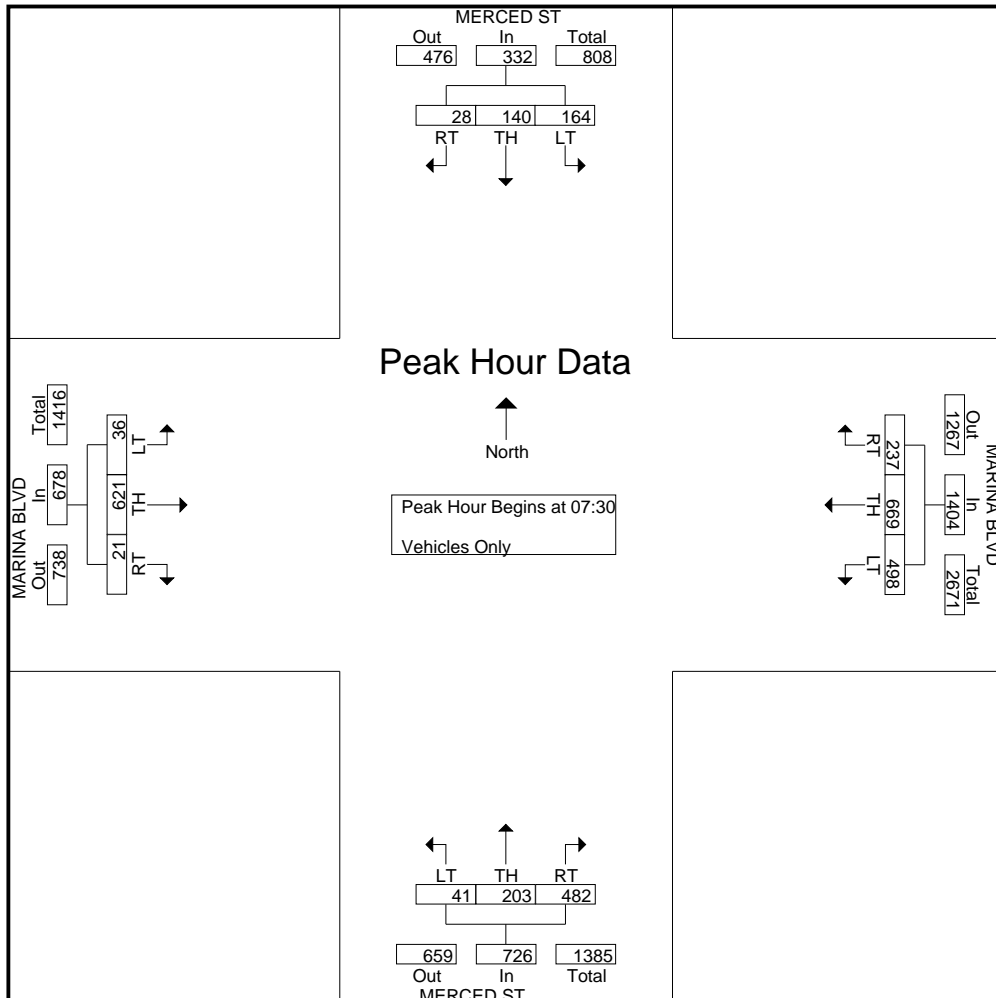 MERCED ST
Out In Total
476 332 808
28 140 164
RT TH LT
Peak Hour Data
North
Peak Hour Begins at 07:30
Vehicles Only
MARINA BLVD
Total In Out
1416 678 738
36 621 21
LT TH RT
MARINA BLVD
Out In Total
1267 1404 2671
237 669 498
RT TH LT
LT TH RT
41 203 482
659 726 1385
Out In Total
MERCED ST